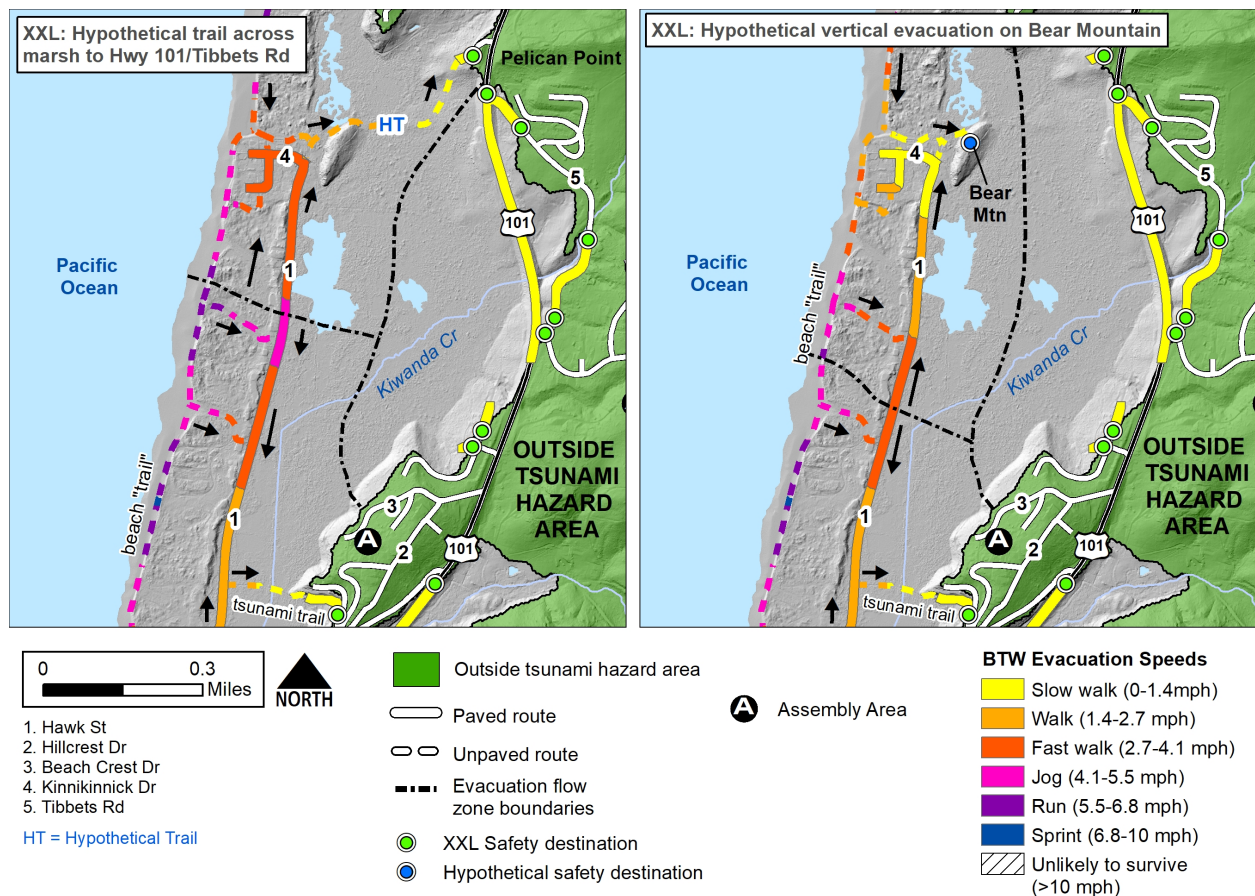 XXL: Hypothetical trail across
marsh to Hwy 101/Tibbets Rd
Pelican Point
HT
4
5
101
1
Pacific
Ocean
Kiwanda Cr
OUTSIDE
TSUNAMI
HAZARD
AREA
3
A
2
101
beach "trail"
1
tsunami trail
XXL: Hypothetical vertical evacuation on Bear Mountain
4
Bear
Mtn
5
101
1
Pacific
Ocean
beach "trail"
Kiwanda Cr
OUTSIDE
TSUNAMI
HAZARD
AREA
3
A
2
101
1
tsunami trail
0 0.3
Miles
NORTH
1. Hawk St
2. Hillcrest Dr
3. Beach Crest Dr
4. Kinnikinnick Dr
5. Tibbets Rd
HT = Hypothetical Trail
Outside tsunami hazard area
Paved route
Unpaved route
Evacuation flow
zone boundaries
XXL Safety destination
Hypothetical safety destination
A Assembly Area
BTW Evacuation Speeds
Slow walk (0-1.4mph)
Walk (1.4-2.7 mph)
Fast walk (2.7-4.1 mph)
Jog (4.1-5.5 mph)
Run (5.5-6.8 mph)
Sprint (6.8-10 mph)
Unlikely to survive
(>10 mph)